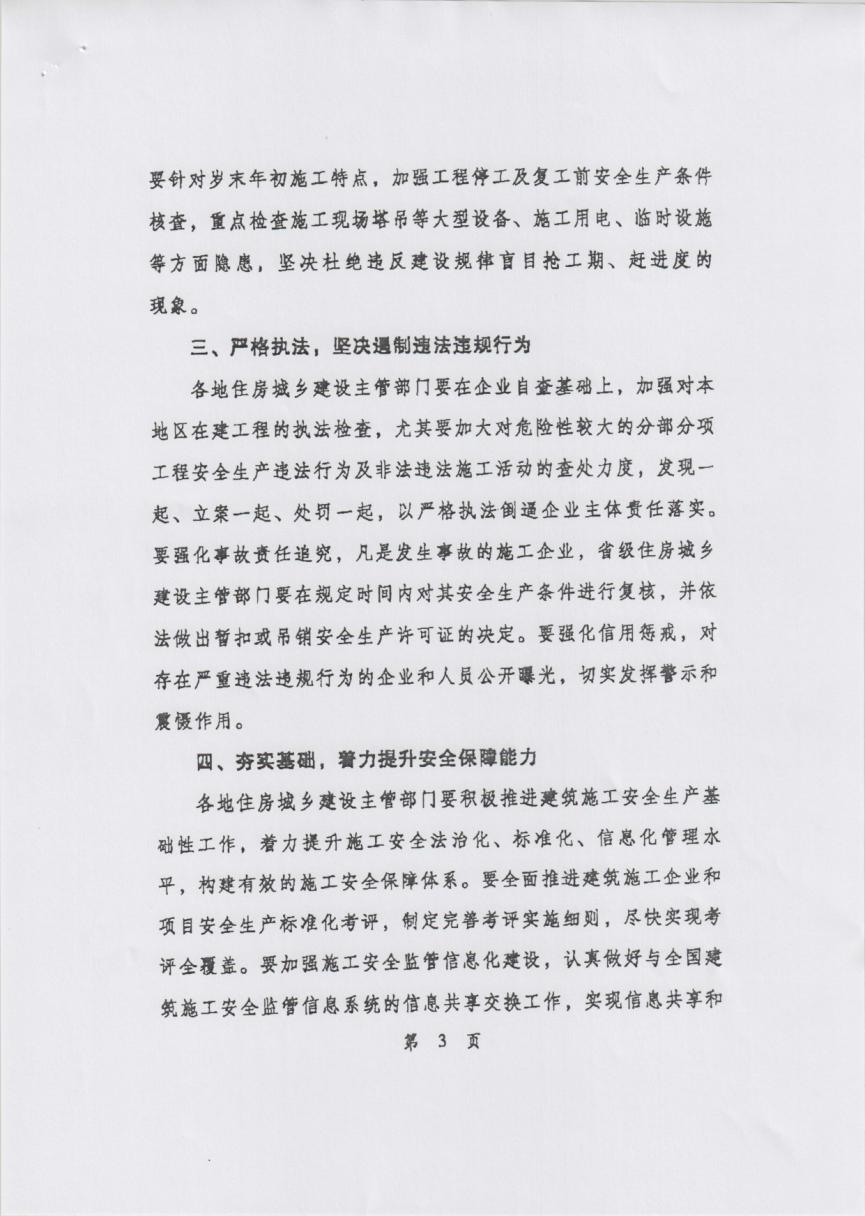 要针对岁末年初施工特点，加强工程停工及复工前安全生产条件
核查，重点检查施工现场塔吊等大型设备、施工用电、临时设施
等方面隐患，坚决杜绝违反建设规律盲目抢工期、赶进度的
现象。
三、严格执法，坚决遏制违法违规行为
各地住房城乡建设主管部门要在企业自查基础上，加强对本
地区在建工程的执法检查，尤其要加大对危险性较大的分部分项
工程安全生产违法行为及非法违法施工活动的查处力度，发现一
起、立案一起、处罚一起，以严格执法倒逼企业主体责任落实。
要强化事故责任追究，凡是发生事故的施工企业，省级住房城乡
建设主管部门要在规定时间内对其安全生产条件进行复核，并依
法做出暂扣或吊销安全生产许可证的决定。要强化信用惩戒，对
存在严重违法违规行为的企业和人员公开曝光，切实发挥警示和
震慑作用。
四、夯实基础，着力提升安全保障能力
各地住房城乡建设主管部门要积极推进建筑施工安全生产基
础性工作，着力提升施工安全法治化、标准化、信息化管理水
平，构建有效的施工安全保障体系。要全面推进建筑施工企业和
项目安全生产标准化考评，制定完善考评实施细则，尽快实现考
评全覆盖。要加强施工安全监管信息化建设，认真做好与全国建
筑施工安全监管信息系统的信息共享交换工作，实现信息共享和
第 3 页